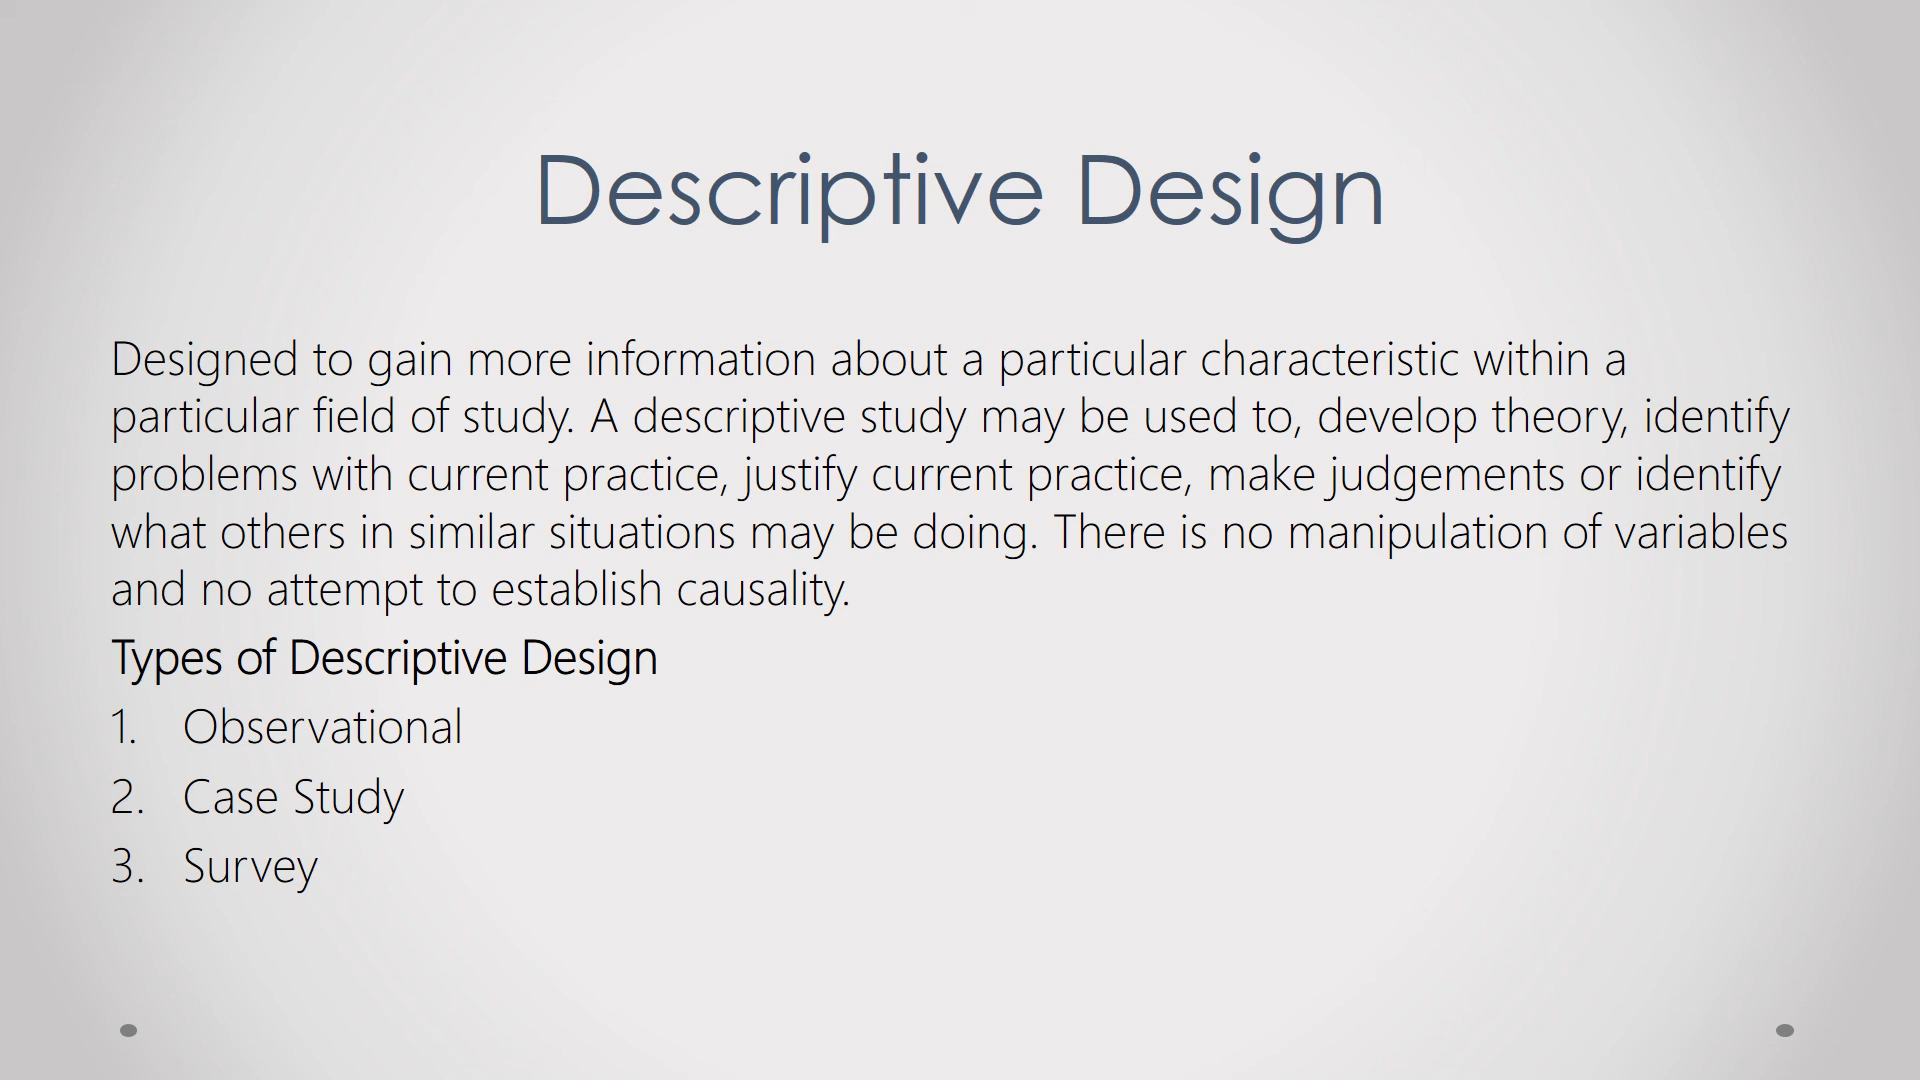 Descriptive Design
Designed to gain more information about a particular characteristic within a
particular field of study. A descriptive study may be used to, develop theory, identify
problems with current practice, justify current practice, make judgements or identify
what others in similar situations may be doing. There is no manipulation of variables
and no attempt to establish causality.
Types of Descriptive Design
1. Observational
2. Case Study
3. Survey